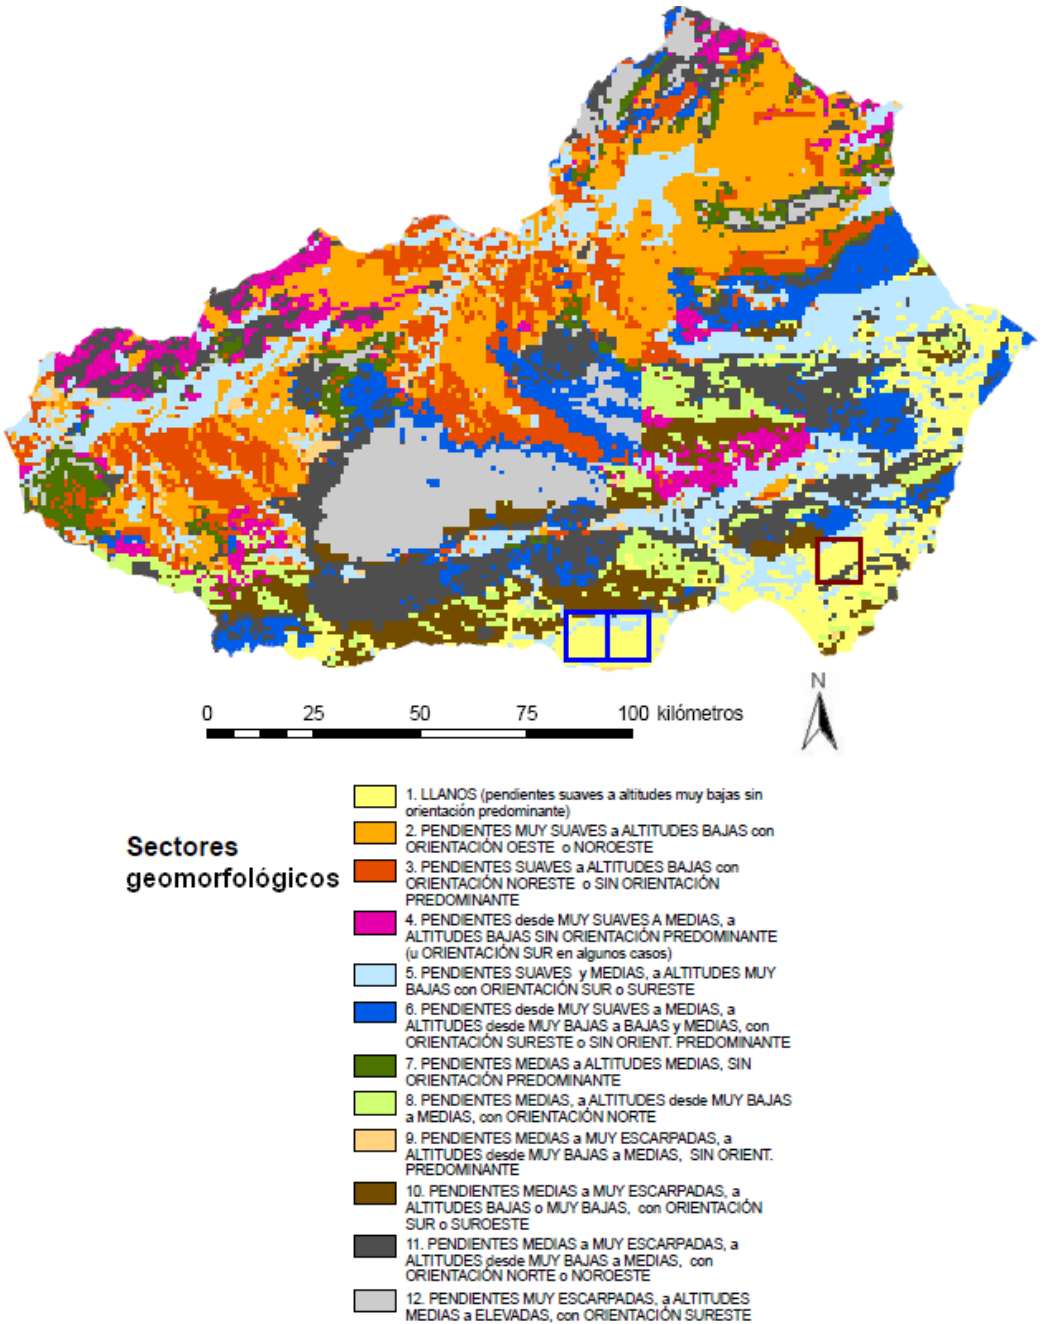 N
0 25 50 75 100 kilómetros
Sectores
geomorfológicos
1. LLANOS (pendientes suaves a altitudes muy bajas sin
orientación predominante)
2. PENDIENTES MUY SUAVES a ALTITUDES BAJAS con
ORIENTACIÓN OESTE o NOROESTE
3. PENDIENTES SUAVES a ALTITUDES BAJAS con
ORIENTACIÓN NORESTE o SIN ORIENTACIÓN
PREDOMINANTE
4. PENDIENTES desde MUY SUAVES A MEDIAS, a
ALTITUDES BAJAS SIN ORIENTACIÓN PREDOMINANTE
(u ORIENTACIÓN SUR en algunos casos)
5. PENDIENTES SUAVES y MEDIAS, a ALTITUDES MUY
BAJAS con ORIENTACIÓN SUR o SURESTE
6. PENDIENTES desde MUY SUAVES a MEDIAS, a
ALTITUDES desde MUY BAJAS a BAJAS y MEDIAS, con
ORIENTACIÓN SURESTE o SIN ORIENT. PREDOMINANTE
7. PENDIENTES MEDIAS a ALTITUDES MEDIAS, SIN
ORIENTACIÓN PREDOMINANTE
8. PENDIENTES MEDIAS, a ALTITUDES desde MUY BAJAS
a MEDIAS, con ORIENTACIÓN NORTE
9. PENDIENTES MEDIAS a MUY ESCARPADAS, a
ALTITUDES desde MUY BAJAS a MEDIAS, SIN ORIENT.
PREDOMINANTE
10. PENDIENTES MEDIAS a MUY ESCARPADAS, a
ALTITUDES BAJAS o MUY BAJAS, con ORIENTACIÓN
SUR o SUROESTE
11. PENDIENTES MEDIAS a MUY ESCARPADAS, a
ALTITUDES desde MUY BAJAS a MEDIAS, con
ORIENTACIÓN NORTE o NOROESTE
12. PENDIENTES MUY ESCARPADAS, a ALTITUDES
MEDIAS a ELEVADAS, con ORIENTACIÓN SURESTE